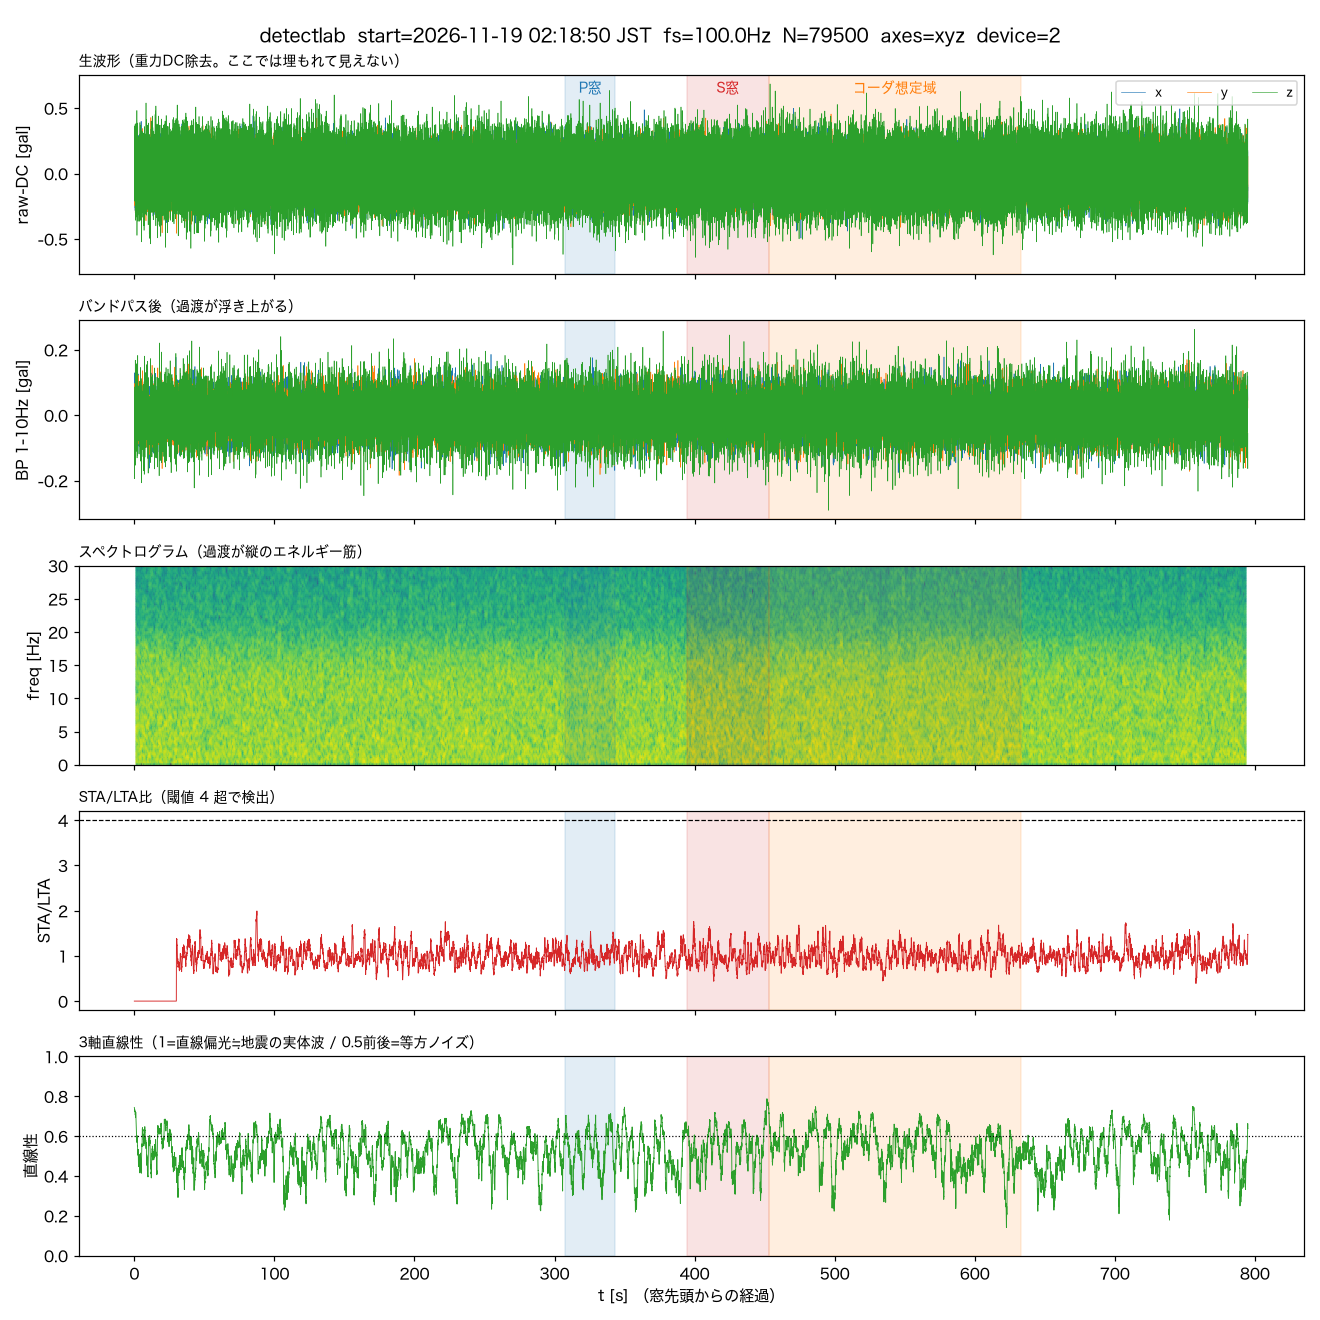 detectlab  start=2026-11-19 02:18:50 JST  fs=100.0Hz  N=79500  axes=xyz  device=2
生波形（重力DC除去。ここでは埋もれて見えない）
raw-DC [gal]
0.5
0.0
-0.5
P窓
S窓
コーダ想定域
x
y
z
バンドパス後（過渡が浮き上がる）
BP 1-10Hz [gal]
0.2
0.0
-0.2
スペクトログラム（過渡が縦のエネルギー筋）
freq [Hz]
30
25
20
15
10
5
0
STA/LTA比（閾値 4 超で検出）
STA/LTA
4
3
2
1
0
3軸直線性（1=直線偏光≒地震の実体波 / 0.5前後=等方ノイズ）
直線性
1.0
0.8
0.6
0.4
0.2
0.0
0
100
200
300
400
500
600
700
800
t [s]  （窓先頭からの経過）